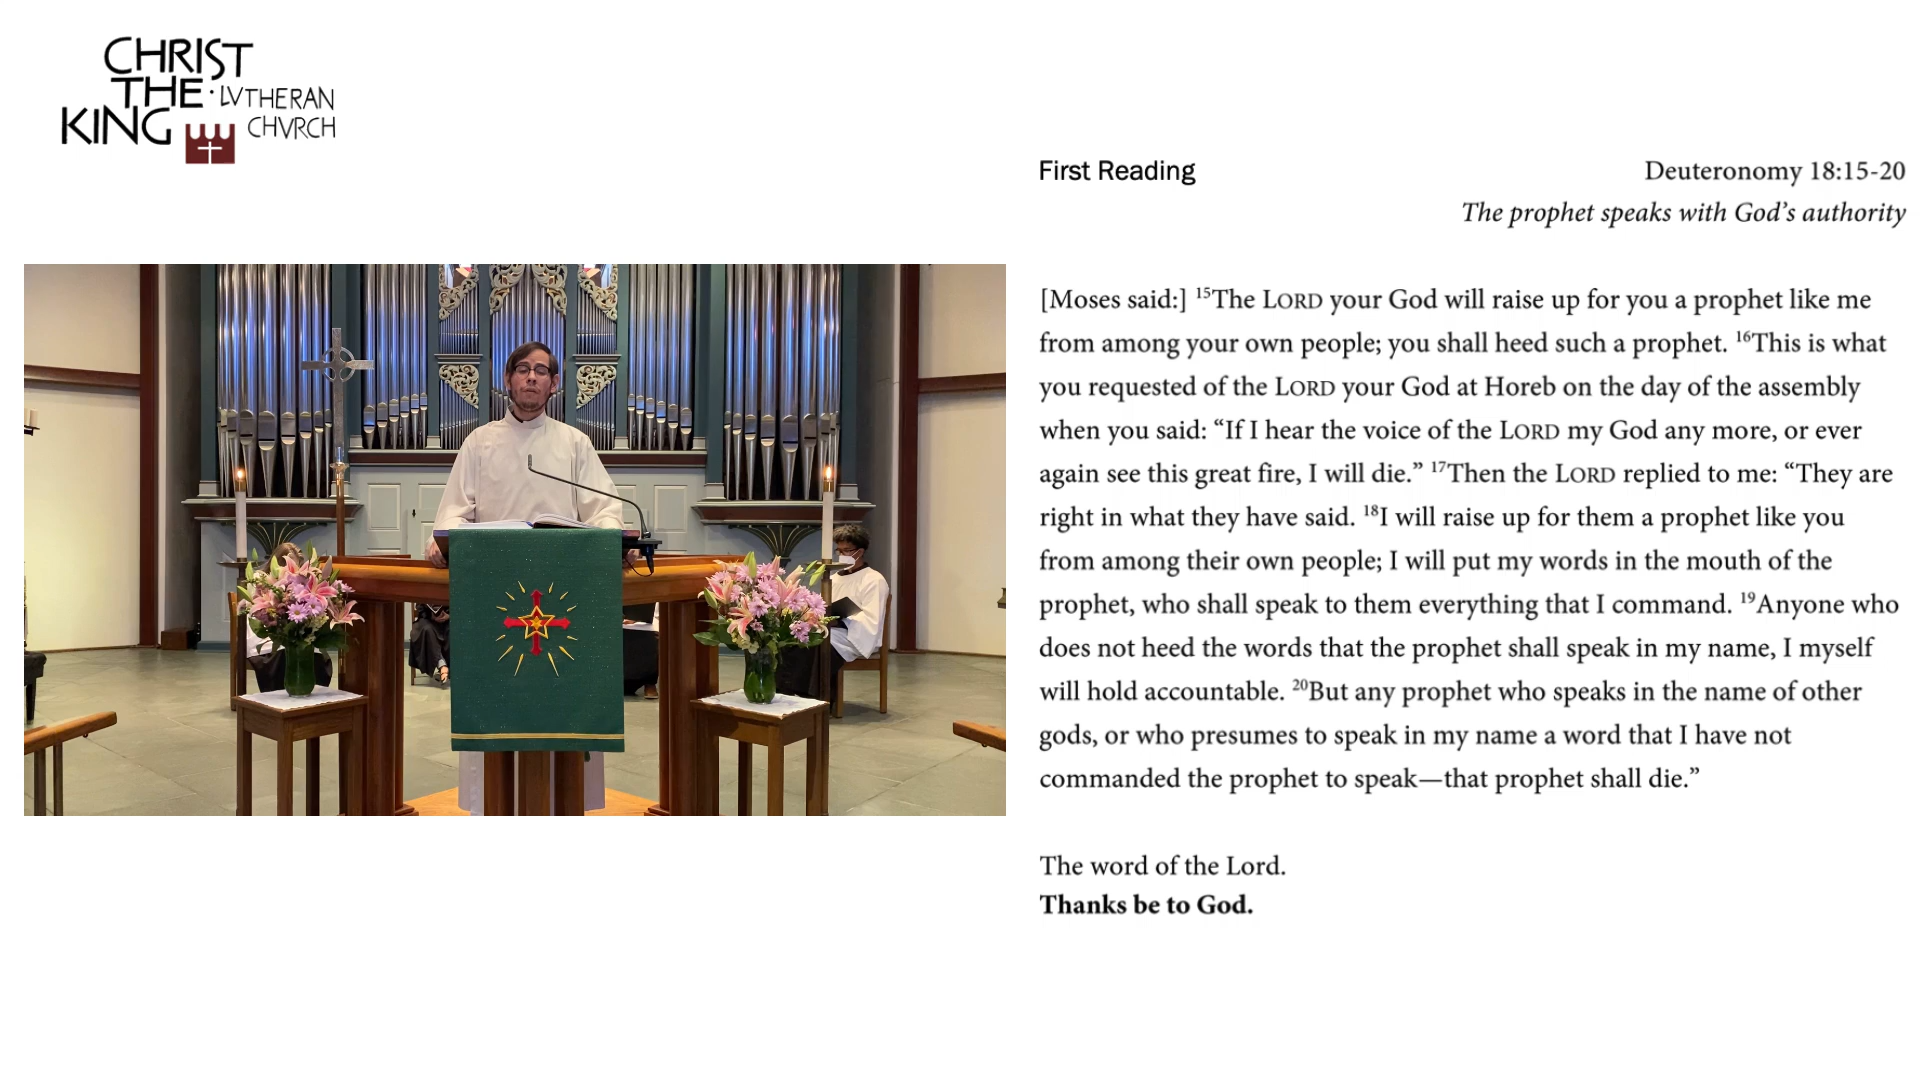 CHRIST
THE · LVTHERAN
KING CHVRCH
First Reading Deuteronomy 18:15-20
The prophet speaks with God’s authority
[Moses said:] 15The LORD your God will raise up for you a prophet like me
from among your own people; you shall heed such a prophet. 16This is what
you requested of the LORD your God at Horeb on the day of the assembly
when you said: “If I hear the voice of the LORD my God any more, or ever
again see this great fire, I will die.” 17Then the LORD replied to me: “They are
right in what they have said. 18I will raise up for them a prophet like you
from among their own people; I will put my words in the mouth of the
prophet, who shall speak to them everything that I command. 19Anyone who
does not heed the words that the prophet shall speak in my name, I myself
will hold accountable. 20But any prophet who speaks in the name of other
gods, or who presumes to speak in my name a word that I have not
commanded the prophet to speak—that prophet shall die.”
The word of the Lord.
Thanks be to God.